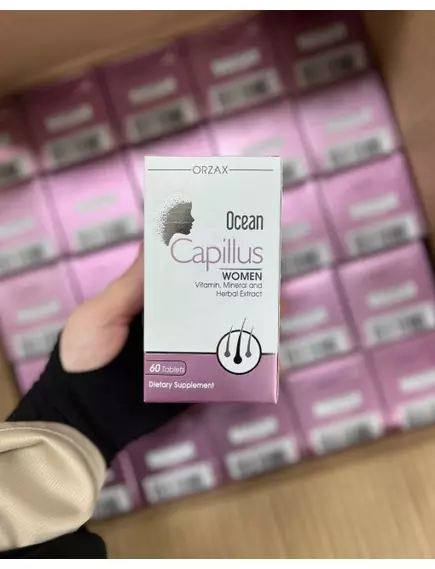 ORZAX
Ocean
Capillus
WOMEN
Vitamin, Mineral and
Herbal Extract
60 Tablets
Dietary Supplement